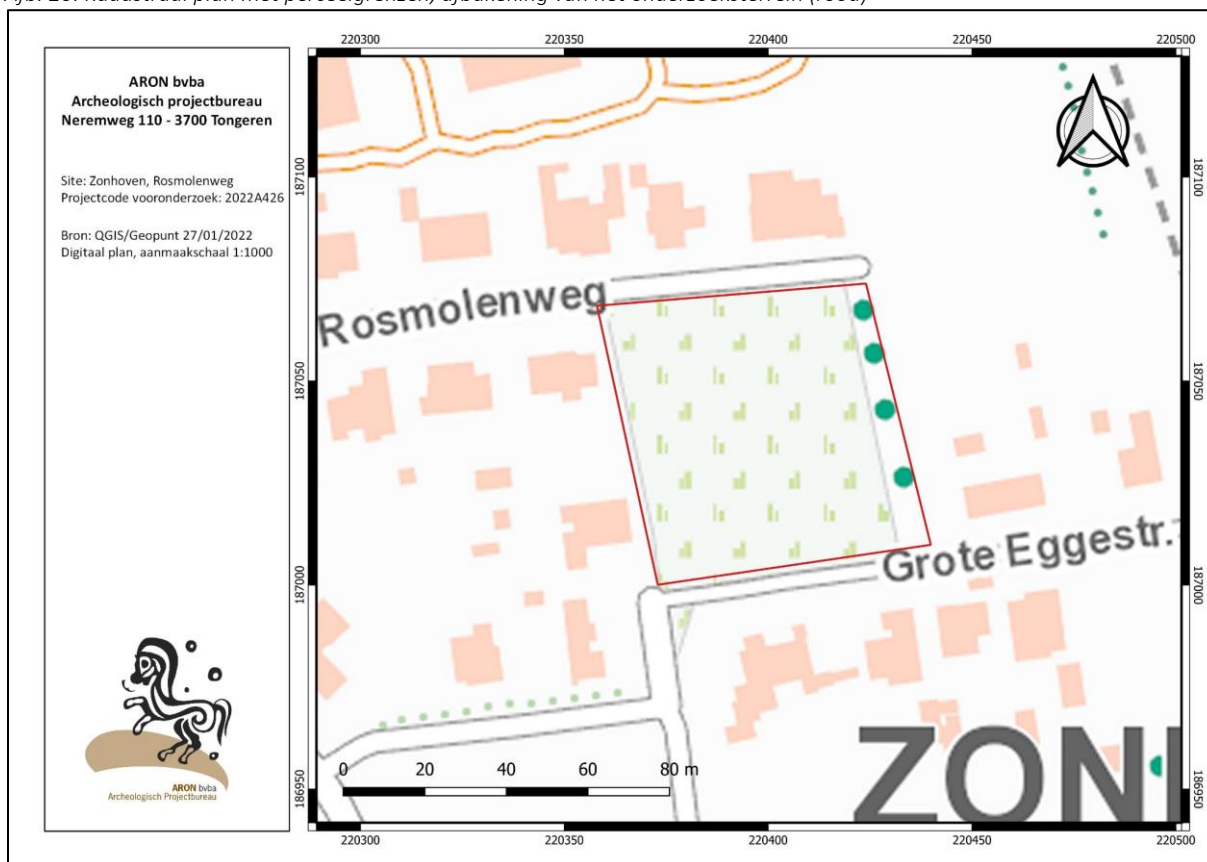 ARON bvba
Archeologisch projectbureau
Neremweg 110 - 3700 Tongeren
Site: Zonhoven, Rosmolenweg
Projectcode vooronderzoek: 2022A426
Bron: QGIS/Geopunt 27/01/2022
Digitaal plan, aanmaakschaal 1:1000
ARON bvba
Archeologisch Projectbureau
220300 220350 220400 220450 220500
187100 187100
Rosmolenweg
187050 187050
Grote Eggestr.
187000 187000
ZON
0 20 40 60 80 m
186950 186950
220300 220350 220400 220450 220500